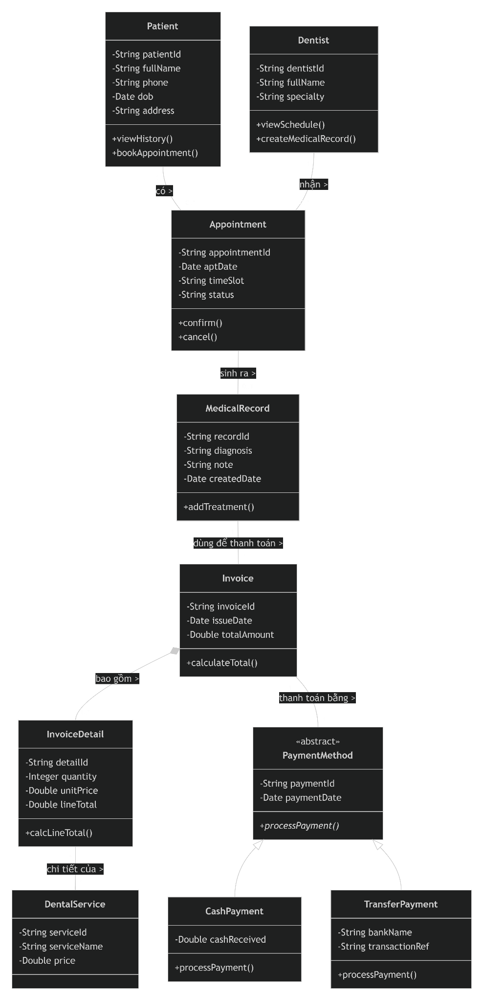 Patient
-String patientId
-String fullName
-String phone
-Date dob
-String address
+viewHistory()
+bookAppointment()
Dentist
-String dentistId
-String fullName
-String specialty
+viewSchedule()
+createMedicalRecord()
có >
nhận >
Appointment
-String appointmentId
-Date aptDate
-String timeSlot
-String status
+confirm()
+cancel()
sinh ra >
MedicalRecord
-String recordId
-String diagnosis
-String note
-Date createdDate
+addTreatment()
dùng để thanh toán >
Invoice
-String invoiceId
-Date issueDate
-Double totalAmount
+calculateTotal()
bao gồm >
thanh toán bằng >
InvoiceDetail
-String detailId
-Integer quantity
-Double unitPrice
-Double lineTotal
+calcLineTotal()
«abstract»
PaymentMethod
-String paymentId
-Date paymentDate
+processPayment()
chi tiết của >
DentalService
-String serviceId
-String serviceName
-Double price
CashPayment
-Double cashReceived
+processPayment()
TransferPayment
-String bankName
-String transactionRef
+processPayment()